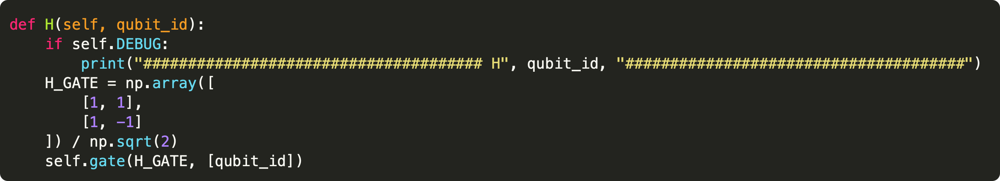 def H(self, qubit_id):
    if self.DEBUG:
        print("###################################### H", qubit_id, "######################################")
    H_GATE = np.array([
        [1, 1],
        [1, -1]
    ]) / np.sqrt(2)
    self.gate(H_GATE, [qubit_id])